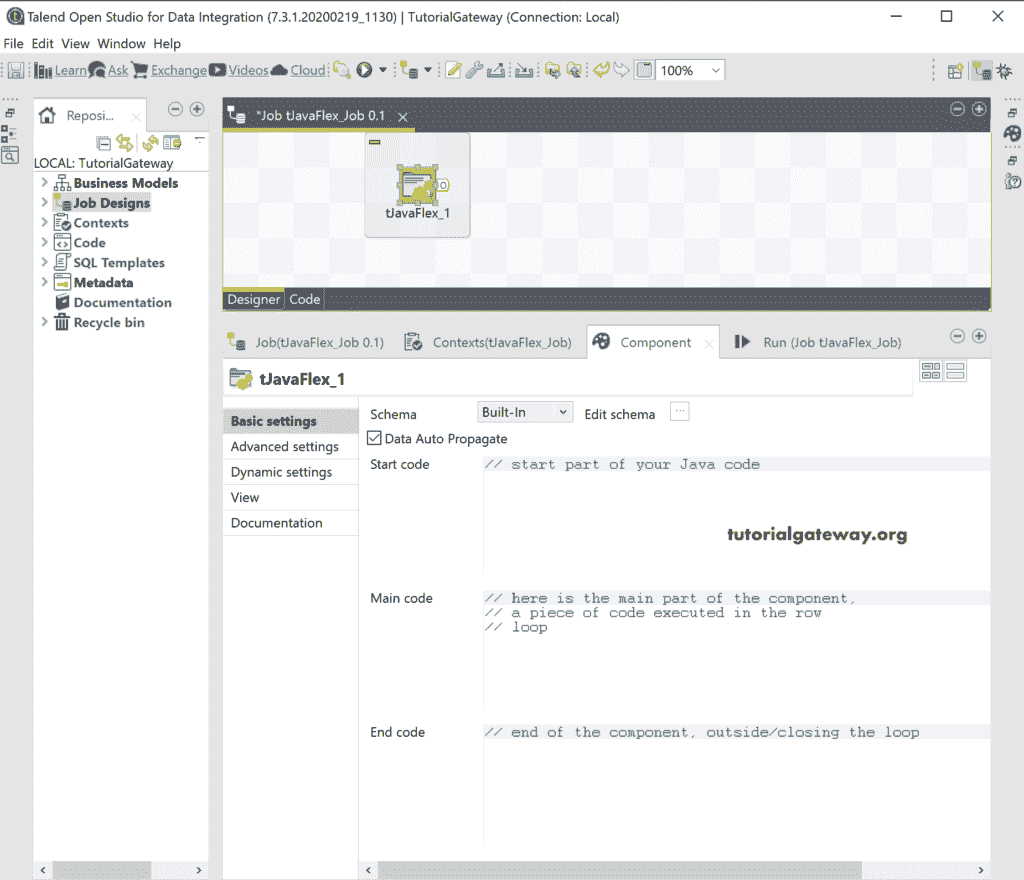 Talend Open Studio for Data Integration (7.3.1.20200219_1130) | TutorialGateway (Connection: Local)
File Edit View Window Help
Learn Ask Exchange Videos Cloud 100%
Reposi...
*Job tJavaFlex_Job 0.1
LOCAL: TutorialGateway
Business Models
Job Designs
Contexts
Code
SQL Templates
Metadata
Documentation
Recycle bin
tJavaFlex_1
Designer Code
Job(tJavaFlex_Job 0.1) Contexts(tJavaFlex_Job) Component Run (Job tJavaFlex_Job)
tJavaFlex_1
Basic settings
Advanced settings
Dynamic settings
View
Documentation
Schema Built-In Edit schema ...
Data Auto Propagate
Start code // start part of your Java code
tutorialgateway.org
Main code // here is the main part of the component,
// a piece of code executed in the row
// loop
End code // end of the component, outside/closing the loop